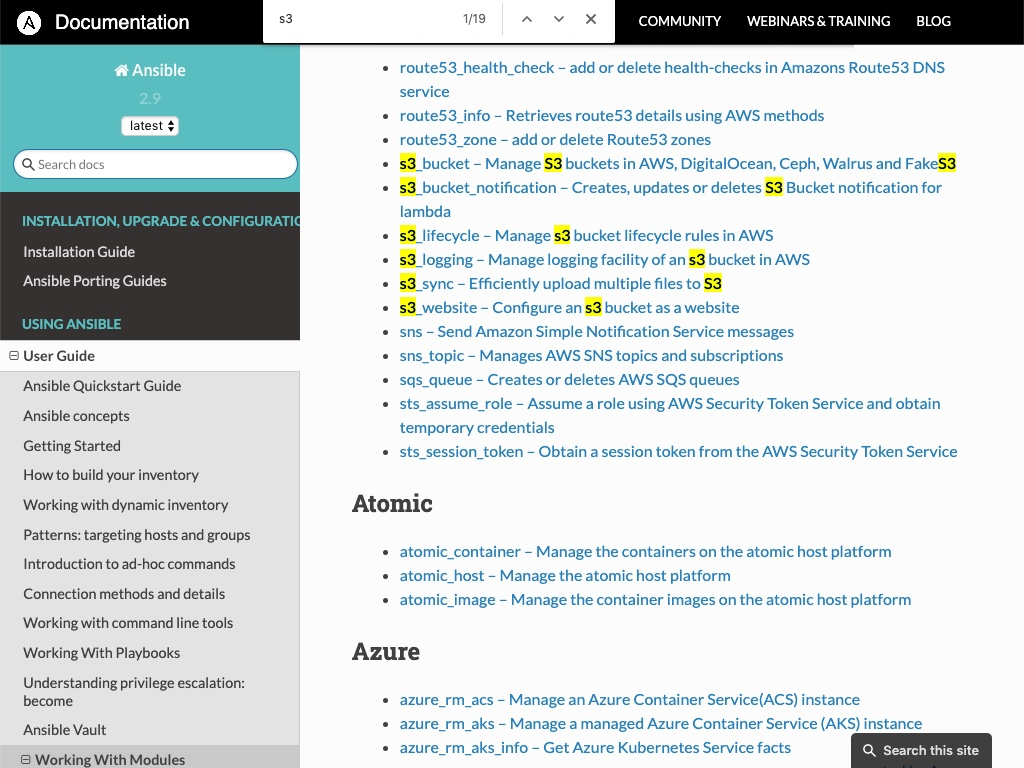 Documentation
s3
1/19
COMMUNITY
WEBINARS & TRAINING
BLOG
Ansible
2.9
latest
Search docs
INSTALLATION, UPGRADE & CONFIGURATIO
Installation Guide
Ansible Porting Guides
USING ANSIBLE
User Guide
Ansible Quickstart Guide
Ansible concepts
Getting Started
How to build your inventory
Working with dynamic inventory
Patterns: targeting hosts and groups
Introduction to ad-hoc commands
Connection methods and details
Working with command line tools
Working With Playbooks
Understanding privilege escalation:
become
Ansible Vault
Working With Modules
route53_health_check – add or delete health-checks in Amazons Route53 DNS
service
route53_info – Retrieves route53 details using AWS methods
route53_zone – add or delete Route53 zones
s3_bucket – Manage S3 buckets in AWS, DigitalOcean, Ceph, Walrus and FakeS3
s3_bucket_notification – Creates, updates or deletes S3 Bucket notification for
lambda
s3_lifecycle – Manage s3 bucket lifecycle rules in AWS
s3_logging – Manage logging facility of an s3 bucket in AWS
s3_sync – Efficiently upload multiple files to S3
s3_website – Configure an s3 bucket as a website
sns – Send Amazon Simple Notification Service messages
sns_topic – Manages AWS SNS topics and subscriptions
sqs_queue – Creates or deletes AWS SQS queues
sts_assume_role – Assume a role using AWS Security Token Service and obtain
temporary credentials
sts_session_token – Obtain a session token from the AWS Security Token Service
Atomic
atomic_container – Manage the containers on the atomic host platform
atomic_host – Manage the atomic host platform
atomic_image – Manage the container images on the atomic host platform
Azure
azure_rm_acs – Manage an Azure Container Service(ACS) instance
azure_rm_aks – Manage a managed Azure Container Service (AKS) instance
azure_rm_aks_info – Get Azure Kubernetes Service facts
Search this site